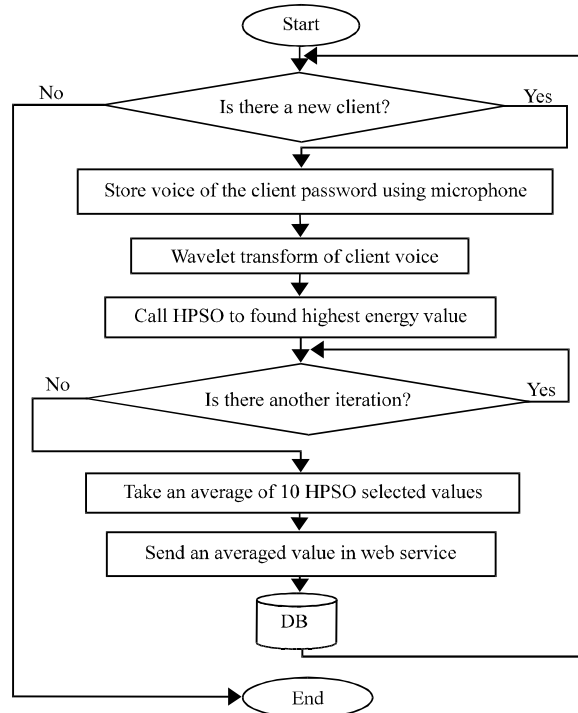 Start
No
Is there a new client?
Yes
Store voice of the client password using microphone
Wavelet transform of client voice
Call HPSO to found highest energy value
No
Is there another iteration?
Yes
Take an average of 10 HPSO selected values
Send an averaged value in web service
DB
End